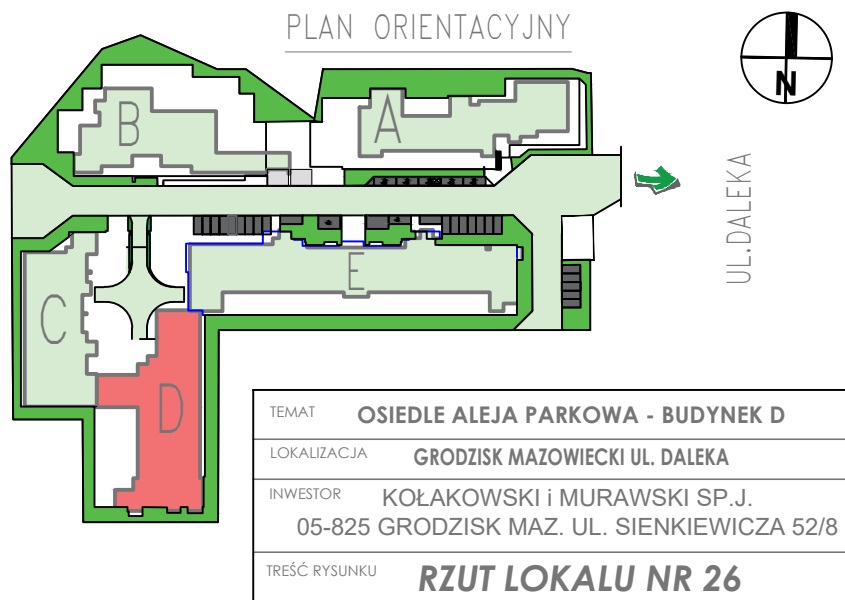 PLAN ORIENTACYJNY
N
B
A
UL.DALEKA
E
C
D
TEMAT OSIEDLE ALEJA PARKOWA - BUDYNEK D
LOKALIZACJA GRODZISK MAZOWIECKI UL. DALEKA
INWESTOR KOŁAKOWSKI i MURAWSKI SP.J.
05-825 GRODZISK MAZ. UL. SIENKIEWICZA 52/8
TREŚĆ RYSUNKU RZUT LOKALU NR 26